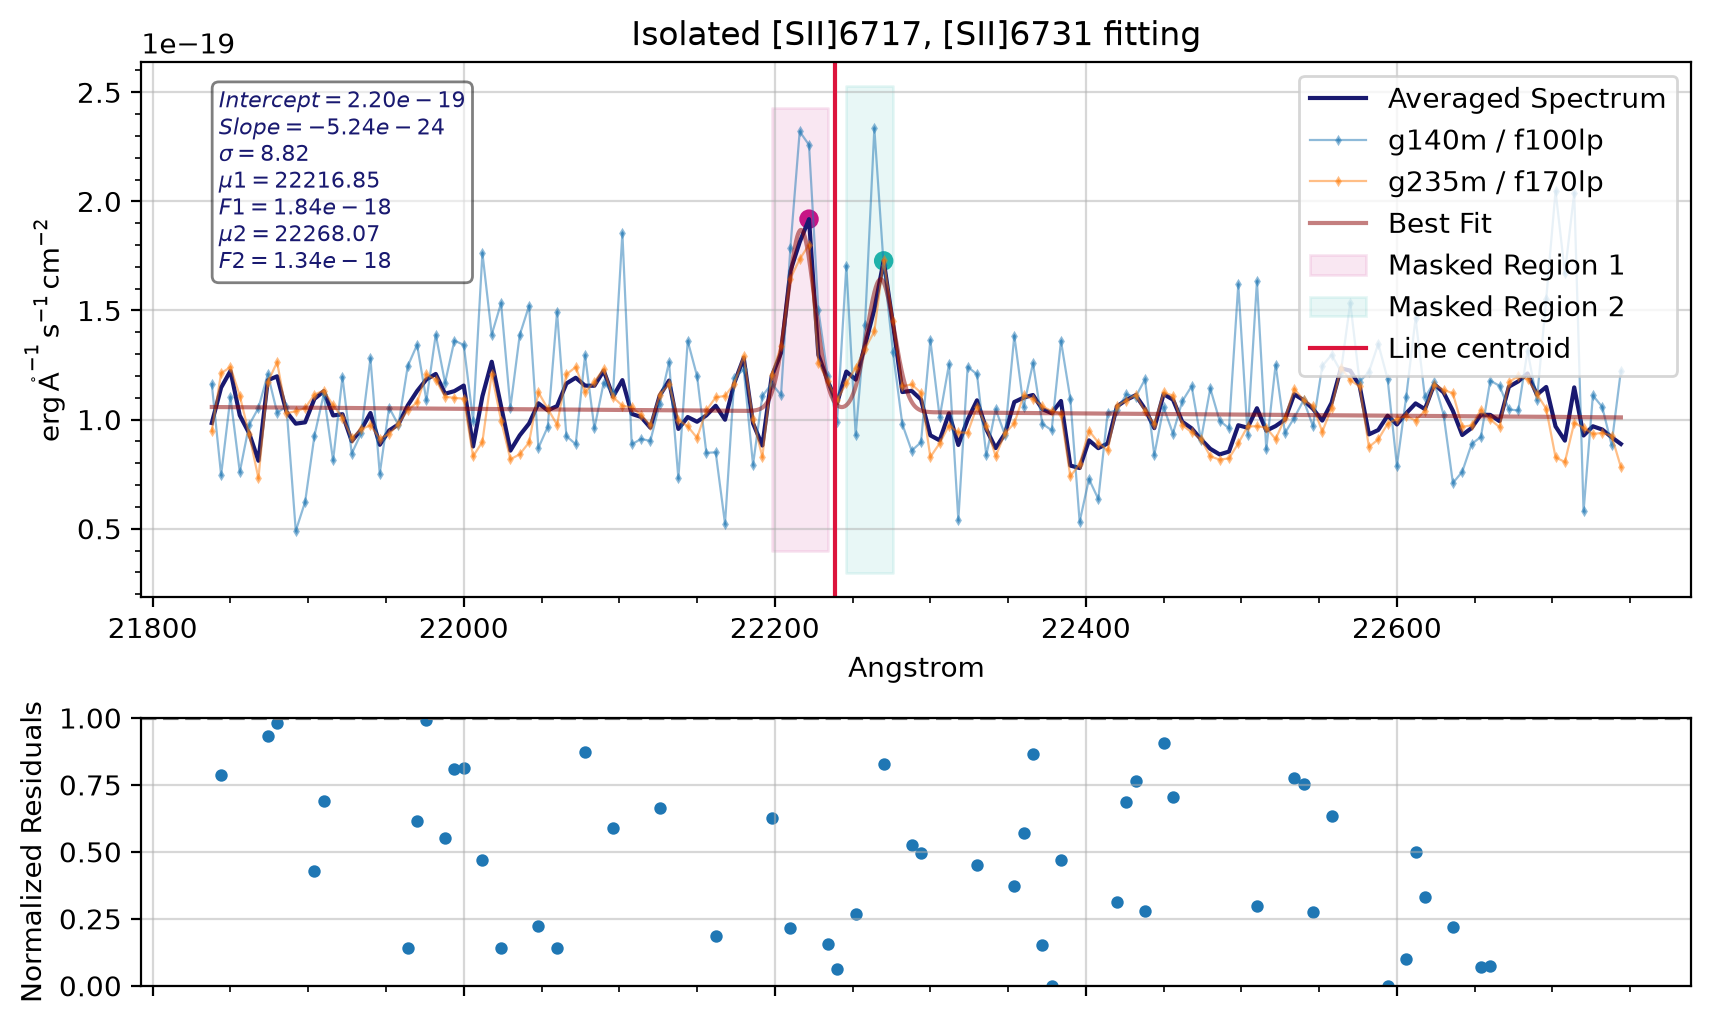 Isolated [SII]6717, [SII]6731 fitting
1e−19
Intercept = 2.20e − 19
Slope = −5.24e − 24
σ = 8.82
μ1 = 22216.85
F1 = 1.84e − 18
μ2 = 22268.07
F2 = 1.34e − 18
Averaged Spectrum
g140m / f100lp
g235m / f170lp
Best Fit
Masked Region 1
Masked Region 2
Line centroid
2.5
2.0
1.5
1.0
0.5
erg Å⁻¹ s⁻¹ cm⁻²
21800 22000 22200 22400 22600
Angstrom
Normalized Residuals
1.00
0.75
0.50
0.25
0.00